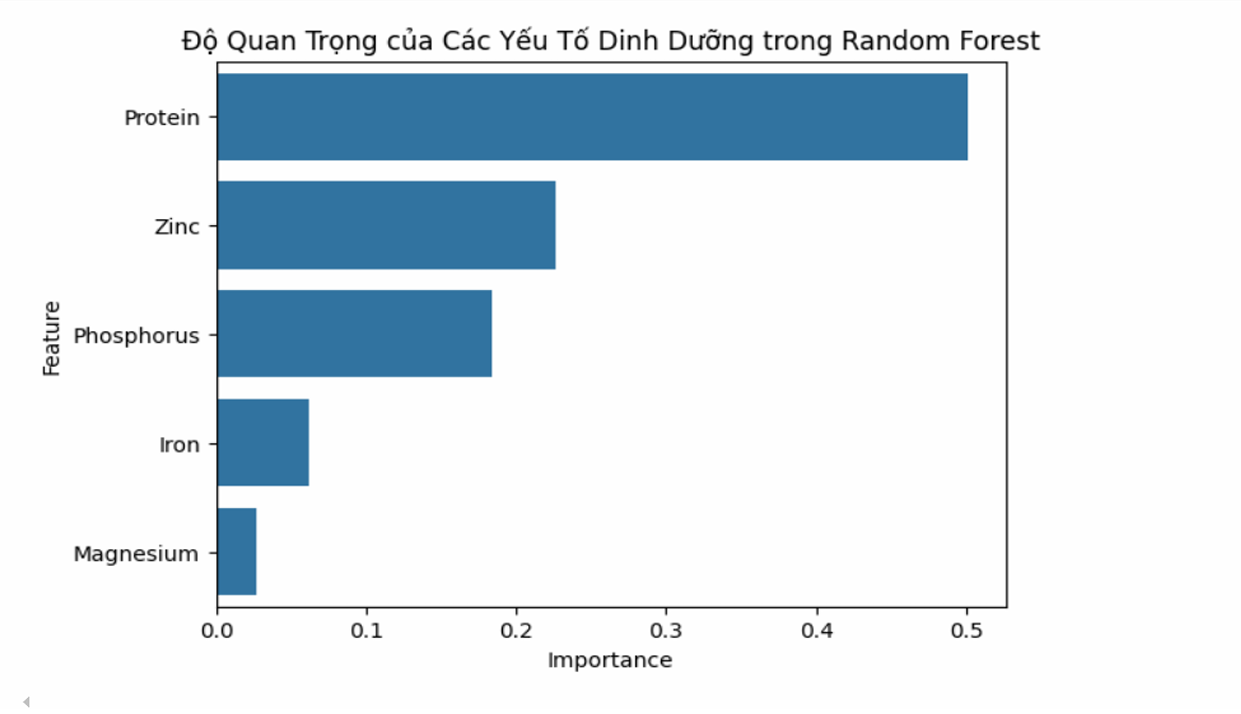 Độ Quan Trọng của Các Yếu Tố Dinh Dưỡng trong Random Forest
Feature
Protein
Zinc
Phosphorus
Iron
Magnesium
0.0 0.1 0.2 0.3 0.4 0.5
Importance